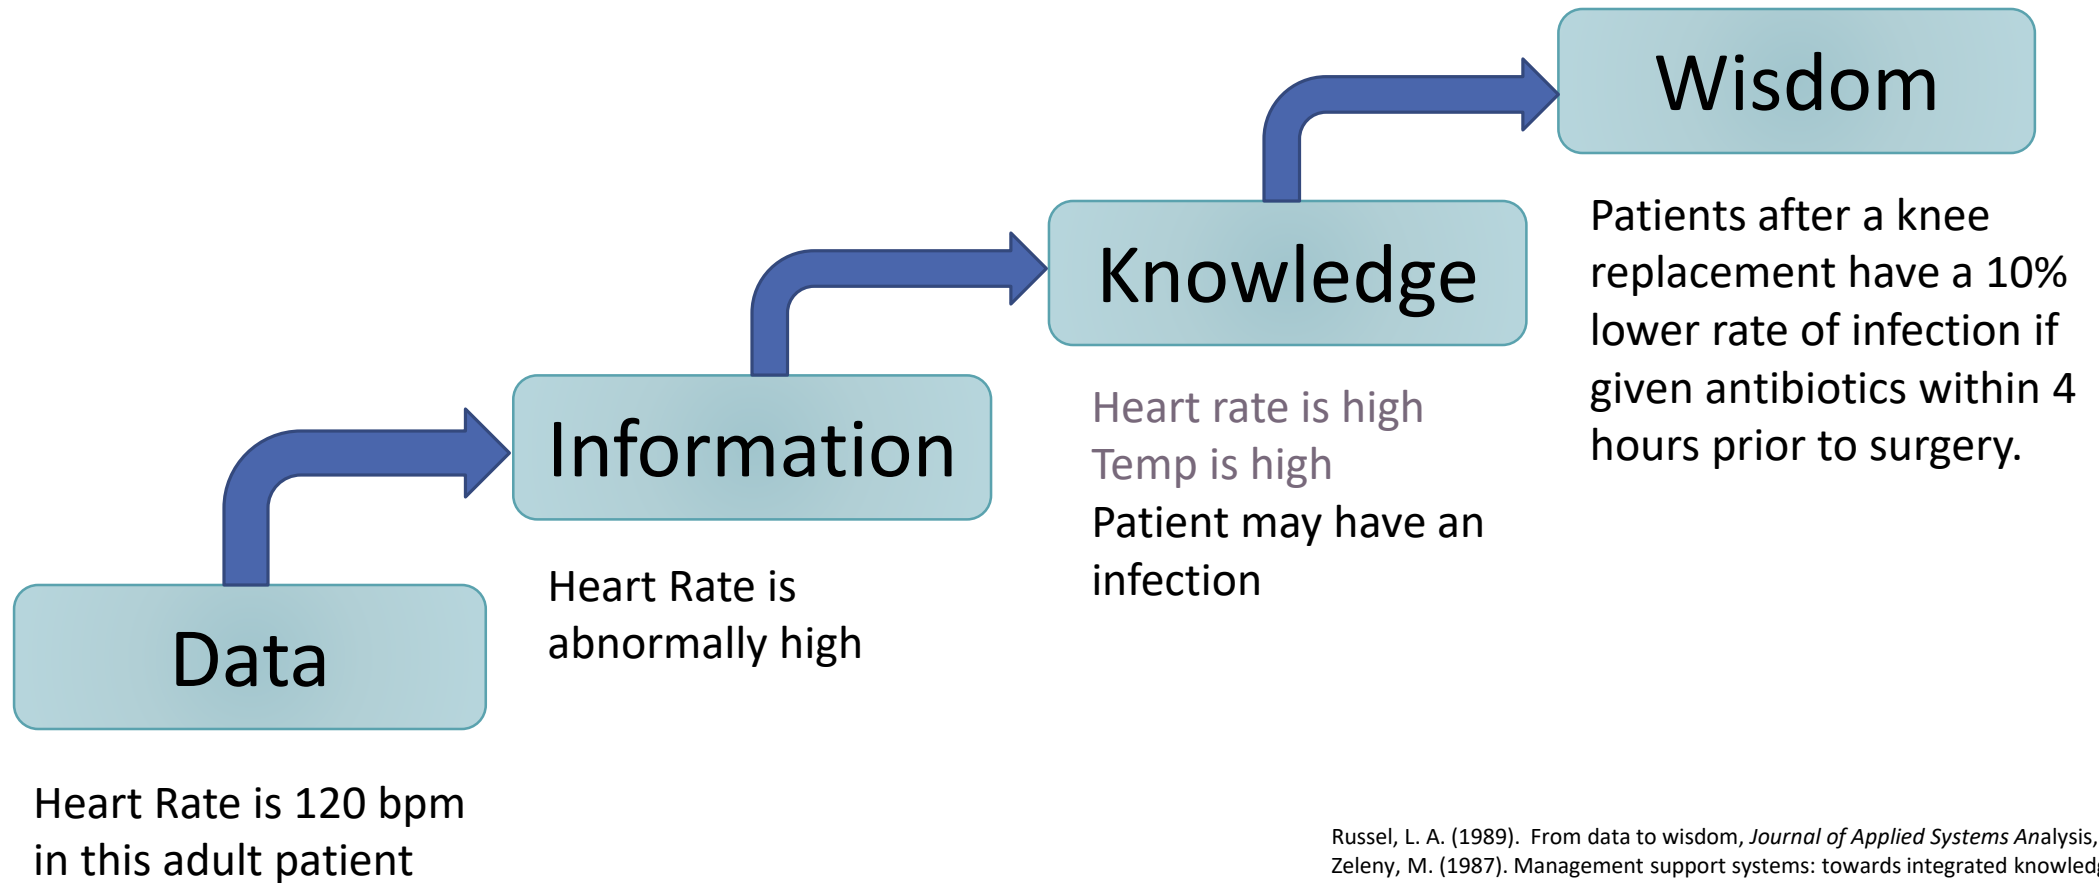 Data
Heart Rate is 120 bpm
in this adult patient
Information
Heart Rate is
abnormally high
Knowledge
Heart rate is high
Temp is high
Patient may have an
infection
Wisdom
Patients after a knee
replacement have a 10%
lower rate of infection if
given antibiotics within 4
hours prior to surgery.
Russel, L. A. (1989). From data to wisdom, Journal of Applied Systems Analysis,
Zeleny, M. (1987). Management support systems: towards integrated